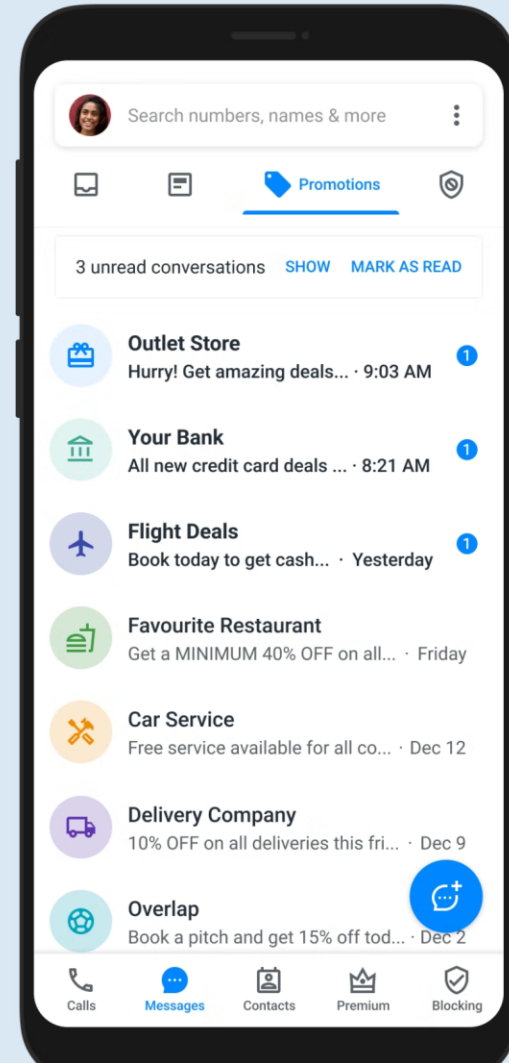 Search numbers, names & more
Promotions
3 unread conversations SHOW MARK AS READ
Outlet Store
Hurry! Get amazing deals... · 9:03 AM
1
Your Bank
All new credit card deals ... · 8:21 AM
1
Flight Deals
Book today to get cash... · Yesterday
1
Favourite Restaurant
Get a MINIMUM 40% OFF on all... · Friday
Car Service
Free service available for all co... · Dec 12
Delivery Company
10% OFF on all deliveries this fri... · Dec 9
Overlap
Book a pitch and get 15% off tod... · Dec 2
Calls Messages Contacts Premium Blocking